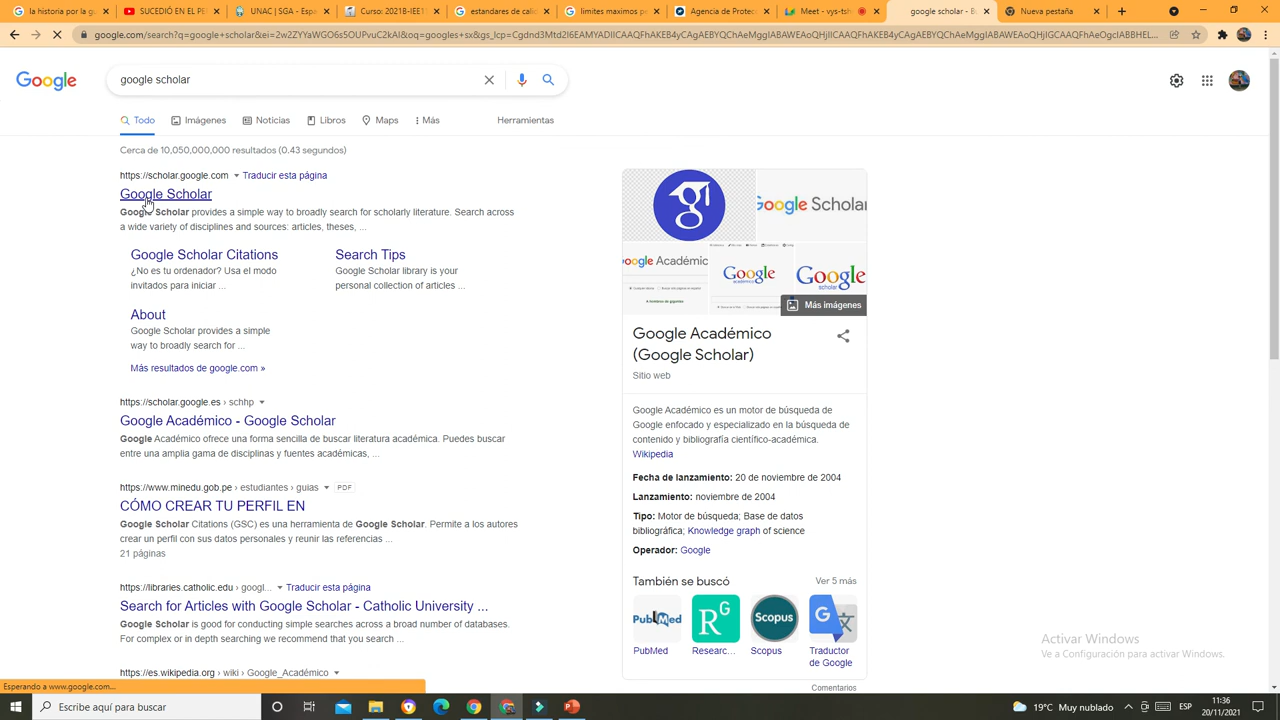 la historia por la g
SUCEDIÓ EN EL PE
UNAC | SGA - Espe
Curso: 2021B-IEE11
estandares de calid
limites maximos pe
Agencia de Protecc
Meet - vys-sh
google scholar - Bu
Nueva pestaña
Google
google scholar
Todo
Imágenes
Noticias
Libros
Maps
Más
Herramientas
Cerca de 10,050,000,000 resultados (0.43 segundos)
https://scholar.google.com Traducir esta página
Google Scholar
Google Scholar provides a simple way to broadly search for scholarly literature. Search across
a wide variety of disciplines and sources: articles, theses, ...
Google Scholar Citations
¿No es tu ordenador? Usa el modo
invitado para iniciar ...
Search Tips
Google Scholar library is your
personal collection of articles ...
About
Google Scholar provides a simple
way to broadly search for ...
Más resultados de google.com »
https://scholar.google.es › schhp
Google Académico - Google Scholar
Google Académico ofrece una forma sencilla de buscar literatura académica. Puedes buscar
entre una amplia gama de disciplinas y fuentes académicas, ...
https://www.minedu.gob.pe › estudiantes › guias PDF
CÓMO CREAR TU PERFIL EN
Google Scholar Citations (GSC) es una herramienta de Google Scholar. Permite a los autores
crear un perfil con sus datos personales y reunir las referencias ...
21 páginas
https://libraries.catholic.edu › googl... Traducir esta página
Search for Articles with Google Scholar - Catholic University ...
Google Scholar is good for conducting simple searches across a broad number of databases.
For complex or in depth searching we recommend that you search ...
https://es.wikipedia.org › wiki › Google_Académico
Esperando a www.google.com...
Google Scholar
Google Académico
Google académico
Google scholar
Más imágenes
Google Académico
(Google Scholar)
Sitio web
Google Académico es un motor de búsqueda de
Google enfocado y especializado en la búsqueda de
contenido y bibliografía científico-académica.
Wikipedia
Fecha de lanzamiento: 20 de noviembre de 2004
Lanzamiento: noviembre de 2004
Tipo: Motor de búsqueda; Base de datos
bibliográfica; Knowledge graph of science
Operador: Google
También se buscó
Ver 5 más
PubMed
RG
Scopus
G
PubMed
Researc...
Scopus
Traductor
de Google
Comentarios
Activar Windows
Ve a Configuración para activar Windows.
Escribe aquí para buscar
19°C Muy nublado
ESP
11:36
20/11/2021